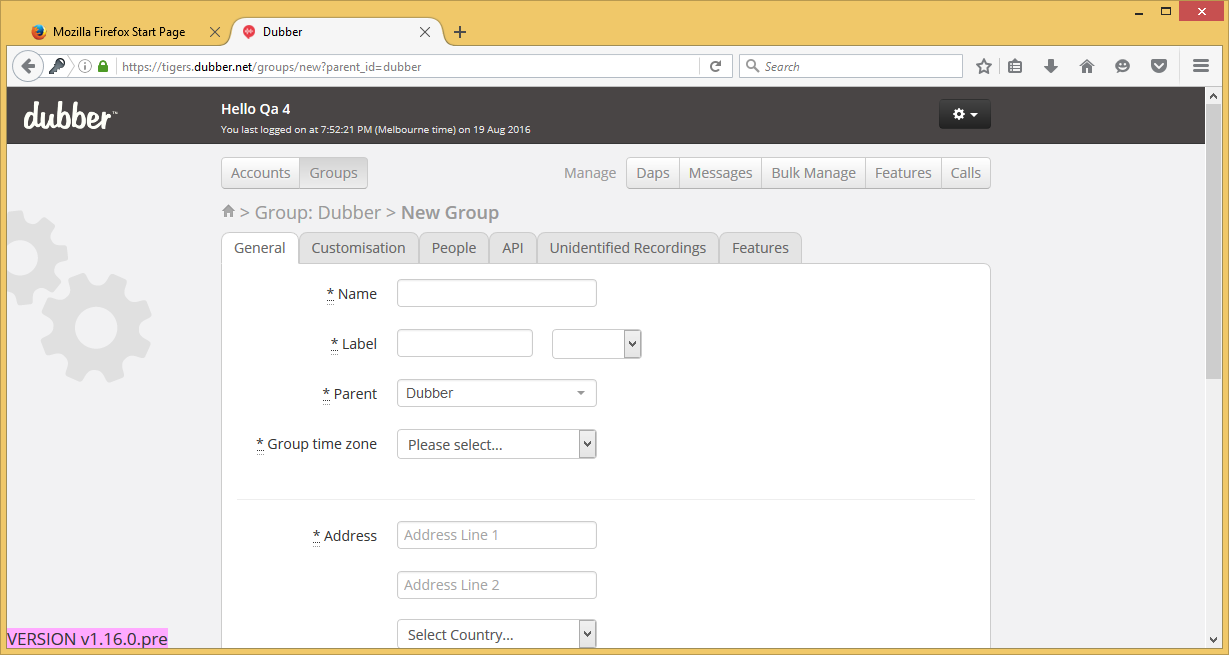 Mozilla Firefox Start Page
Dubber
https://tigers.dubber.net/groups/new?parent_id=dubber
Search
dubber™
Hello Qa 4
You last logged on at 7:52:21 PM (Melbourne time) on 19 Aug 2016
Accounts Groups Manage Daps Messages Bulk Manage Features Calls
> Group: Dubber > New Group
General Customisation People API Unidentified Recordings Features
* Name
* Label
* Parent Dubber
* Group time zone Please select...
* Address Address Line 1
Address Line 2
Select Country...
VERSION v1.16.0.pre